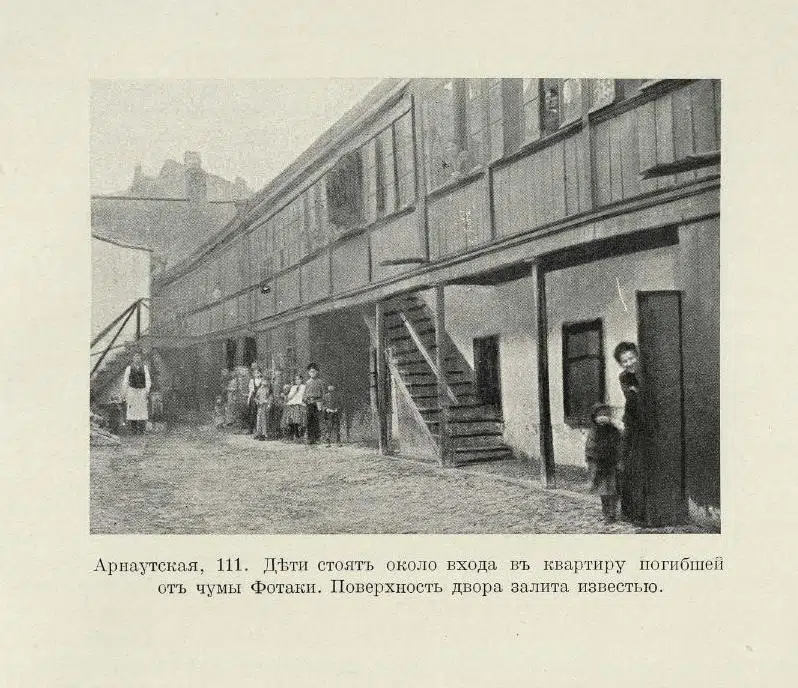 Арнаутская, 111. Дѣти стоятъ около входа въ квартиру погибшей
отъ чумы Фотаки. Поверхность двора залита известью.